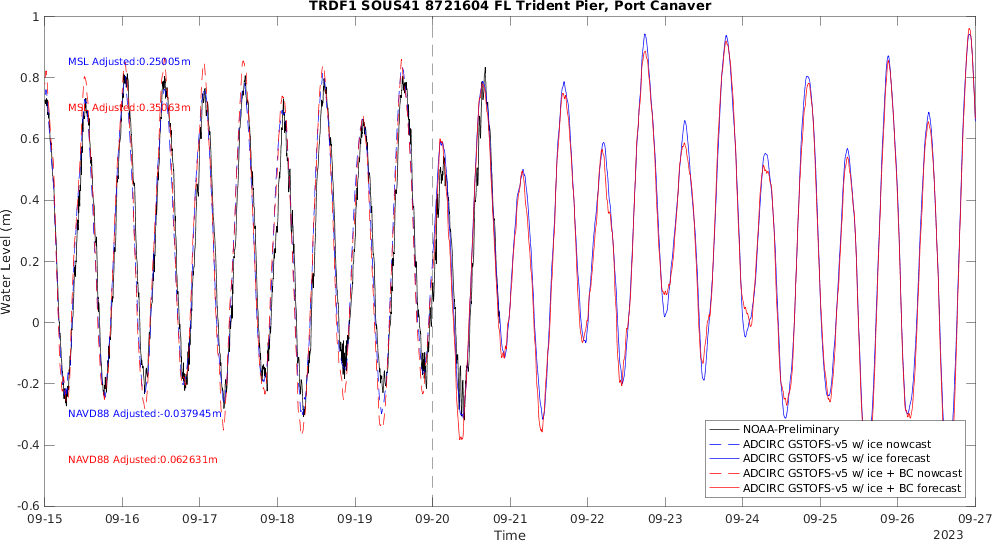 TRDF1 SOUS41 8721604 FL Trident Pier, Port Canaver
1
0.8
0.6
0.4
0.2
0
-0.2
-0.4
-0.6
Water Level (m)
MSL Adjusted:0.25005m
MSL Adjusted:0.35063m
NAVD88 Adjusted:-0.037945m
NAVD88 Adjusted:0.062631m
NOAA-Preliminary
ADCIRC GSTOFS-v5 w/ ice nowcast
ADCIRC GSTOFS-v5 w/ ice forecast
ADCIRC GSTOFS-v5 w/ ice + BC nowcast
ADCIRC GSTOFS-v5 w/ ice + BC forecast
09-15 09-16 09-17 09-18 09-19 09-20 09-21 09-22 09-23 09-24 09-25 09-26 09-27
Time
2023